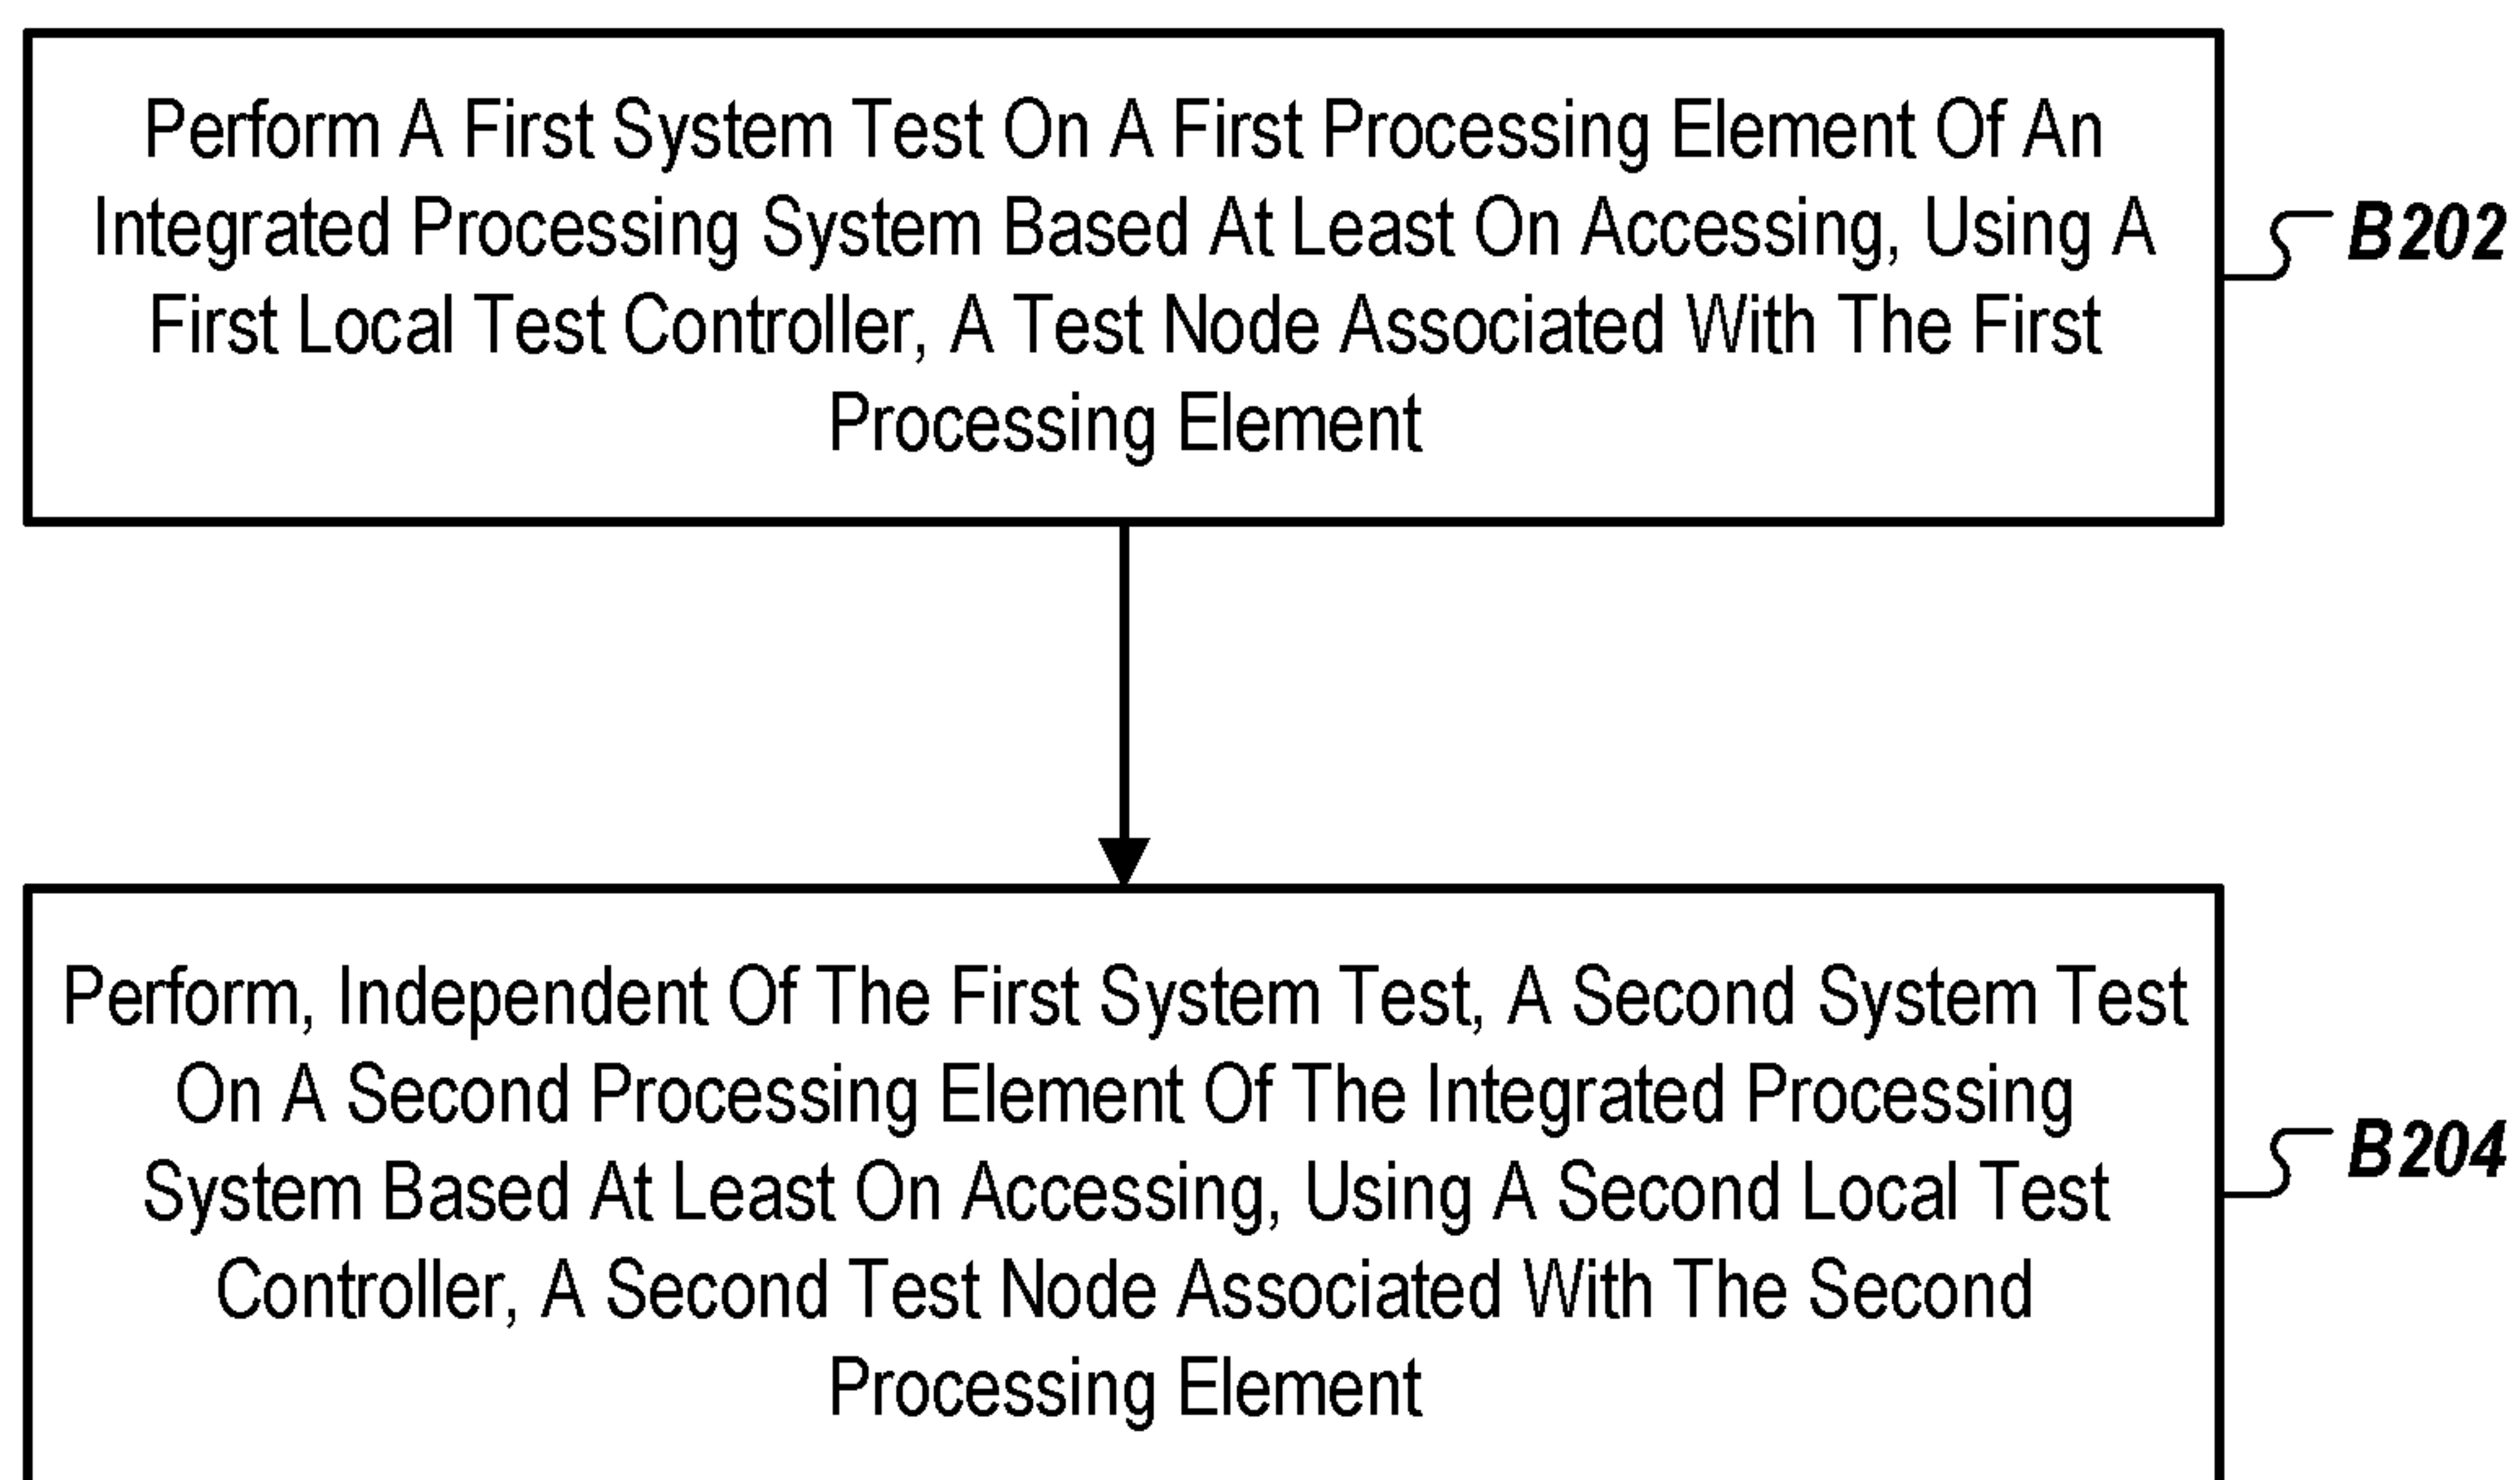 Perform A First System Test On A First Processing Element Of An
Integrated Processing System Based At Least On Accessing, Using A
First Local Test Controller, A Test Node Associated With The First
Processing Element
B202
Perform, Independent Of The First System Test, A Second System Test
On A Second Processing Element Of The Integrated Processing
System Based At Least On Accessing, Using A Second Local Test
Controller, A Second Test Node Associated With The Second
Processing Element
B204